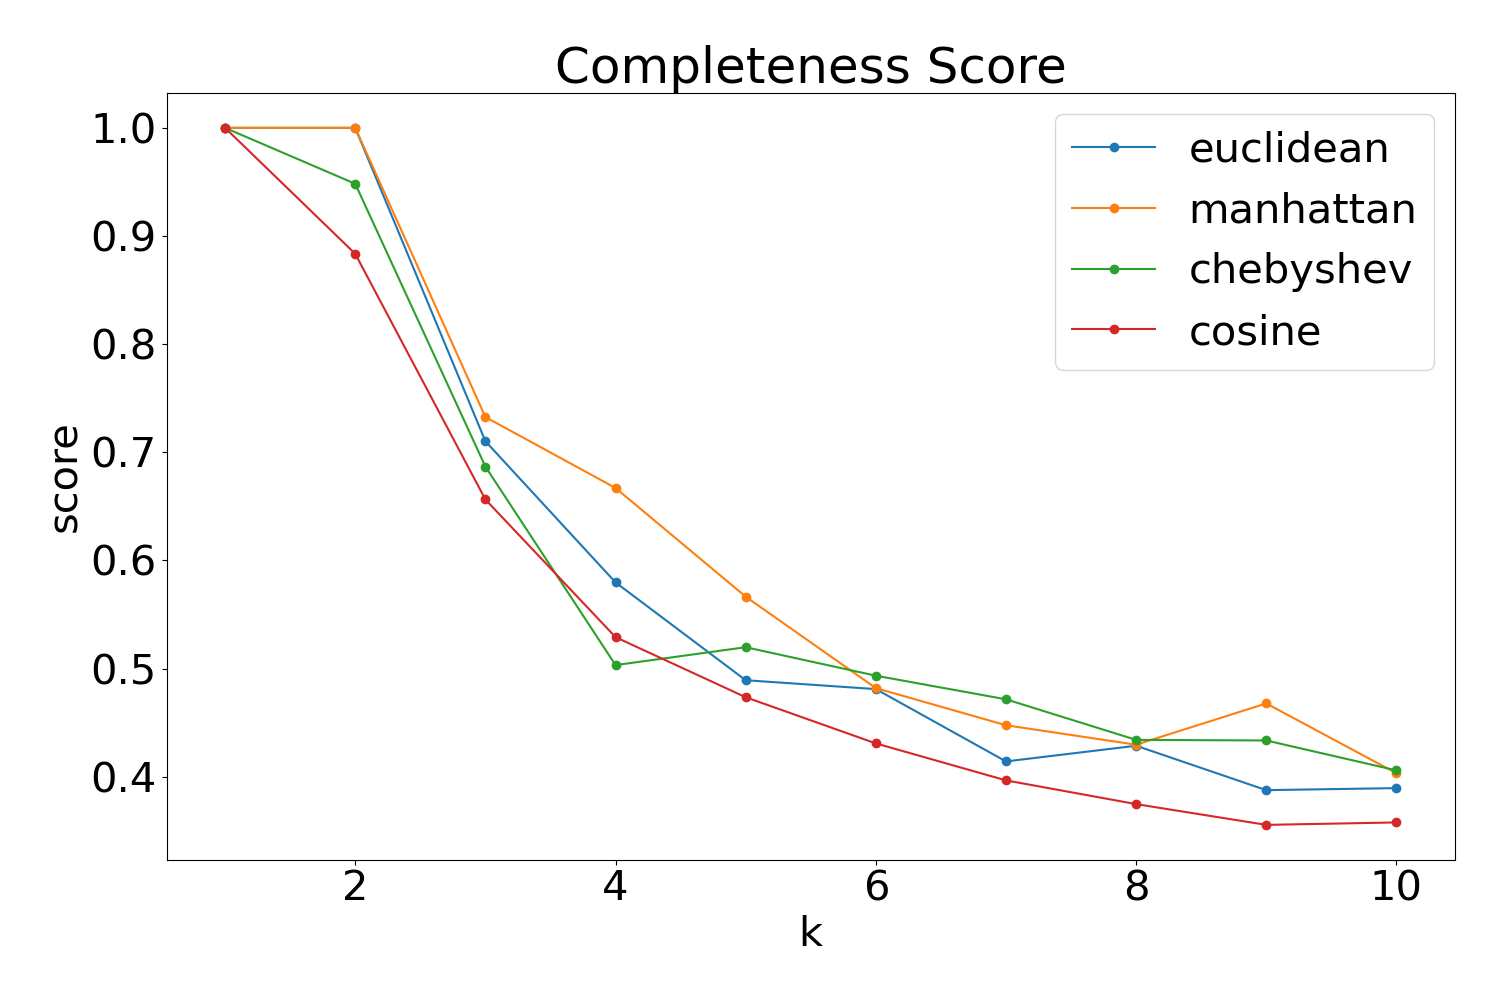 Completeness Score
score
1.0
0.9
0.8
0.7
0.6
0.5
0.4
euclidean
manhattan
chebyshev
cosine
2 4 6 8 10
k